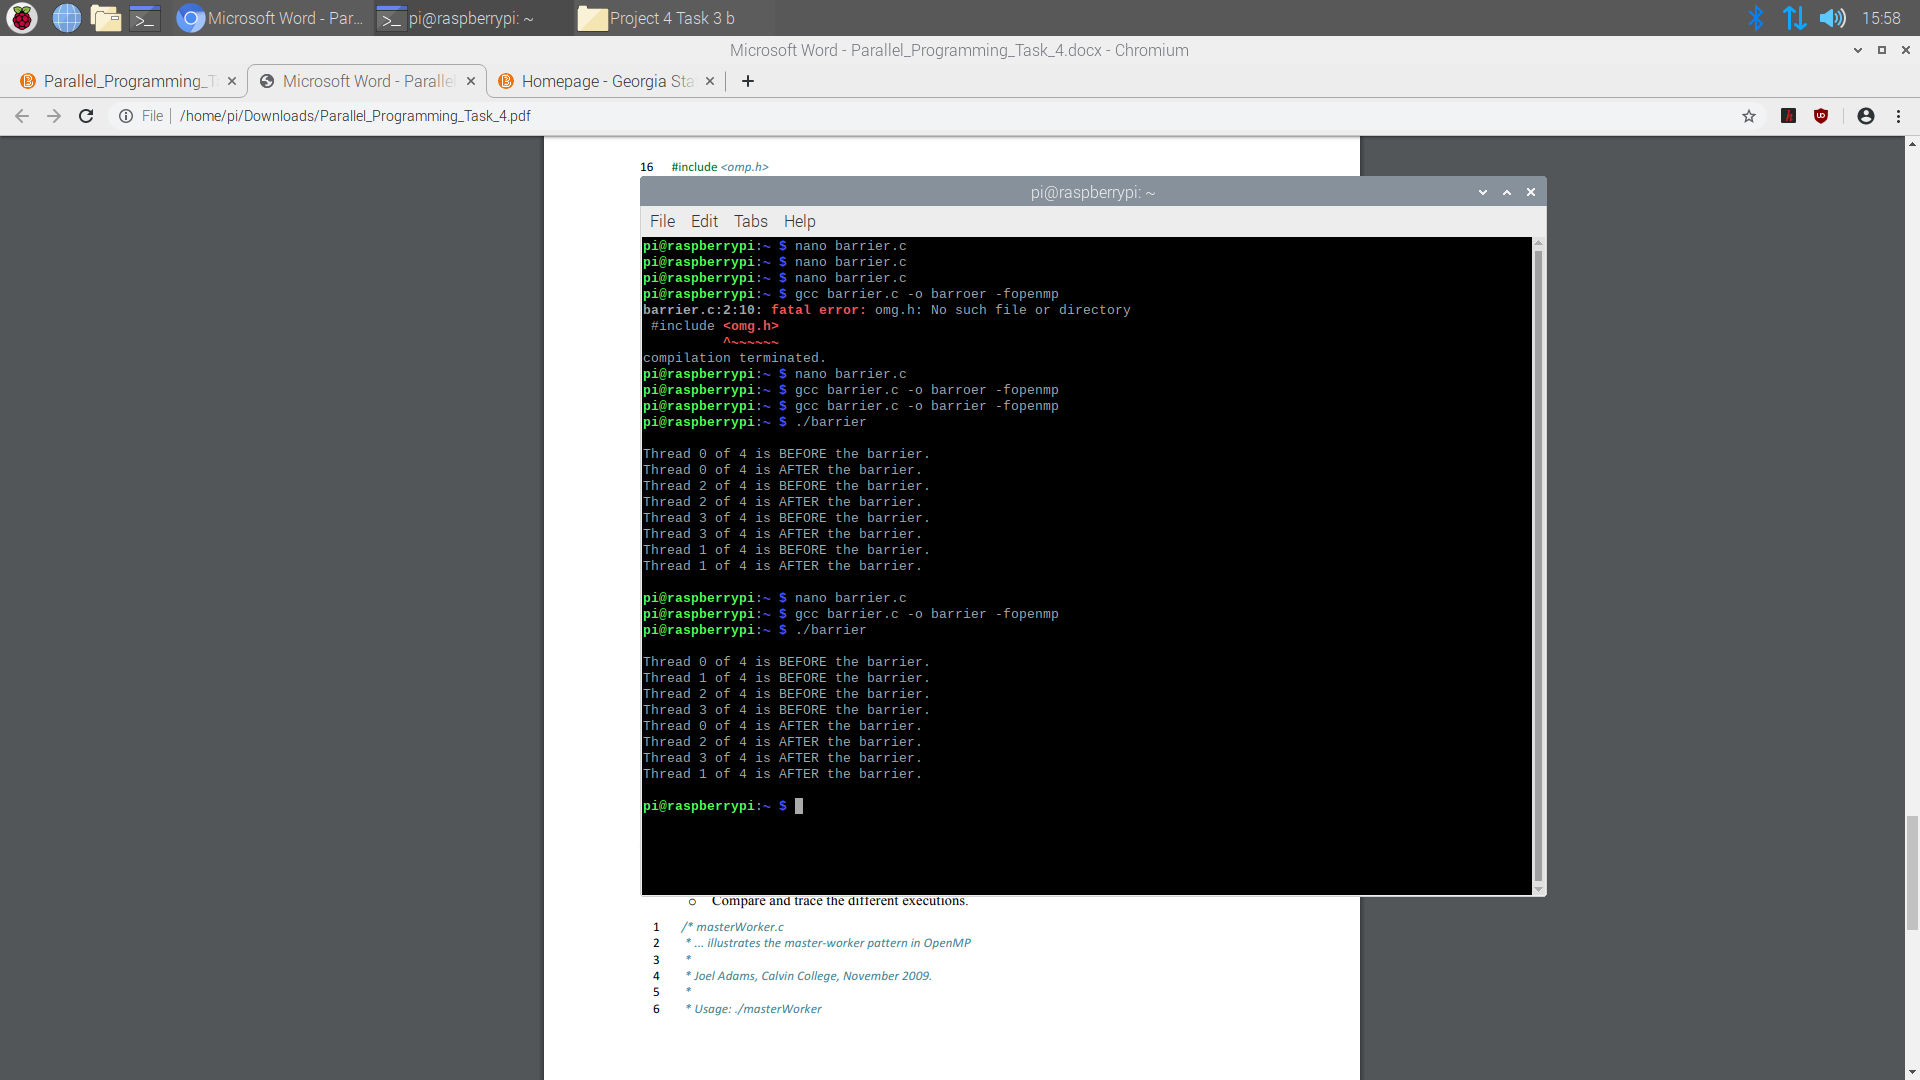 Microsoft Word - Par...
pi@raspberrypi: ~
Project 4 Task 3 b
15:58
Microsoft Word - Parallel_Programming_Task_4.docx - Chromium
Parallel_Programming_T
Microsoft Word - Parallel
Homepage - Georgia Sta
File
/home/pi/Downloads/Parallel_Programming_Task_4.pdf
16 #include <omp.h>
pi@raspberrypi: ~
File Edit Tabs Help
pi@raspberrypi:~ $ nano barrier.c
pi@raspberrypi:~ $ nano barrier.c
pi@raspberrypi:~ $ nano barrier.c
pi@raspberrypi:~ $ gcc barrier.c -o barroer -fopenmp
barrier.c:2:10: fatal error: omg.h: No such file or directory
 #include <omg.h>
          ^~~~~~~
compilation terminated.
pi@raspberrypi:~ $ nano barrier.c
pi@raspberrypi:~ $ gcc barrier.c -o barroer -fopenmp
pi@raspberrypi:~ $ gcc barrier.c -o barrier -fopenmp
pi@raspberrypi:~ $ ./barrier
Thread 0 of 4 is BEFORE the barrier.
Thread 0 of 4 is AFTER the barrier.
Thread 2 of 4 is BEFORE the barrier.
Thread 2 of 4 is AFTER the barrier.
Thread 3 of 4 is BEFORE the barrier.
Thread 3 of 4 is AFTER the barrier.
Thread 1 of 4 is BEFORE the barrier.
Thread 1 of 4 is AFTER the barrier.
pi@raspberrypi:~ $ nano barrier.c
pi@raspberrypi:~ $ gcc barrier.c -o barrier -fopenmp
pi@raspberrypi:~ $ ./barrier
Thread 0 of 4 is BEFORE the barrier.
Thread 1 of 4 is BEFORE the barrier.
Thread 2 of 4 is BEFORE the barrier.
Thread 3 of 4 is BEFORE the barrier.
Thread 0 of 4 is AFTER the barrier.
Thread 2 of 4 is AFTER the barrier.
Thread 3 of 4 is AFTER the barrier.
Thread 1 of 4 is AFTER the barrier.
pi@raspberrypi:~ $
o Compare and trace the different executions.
1 /* masterWorker.c
2 * ... illustrates the master-worker pattern in OpenMP
3 *
4 * Joel Adams, Calvin College, November 2009.
5 *
6 * Usage: ./masterWorker